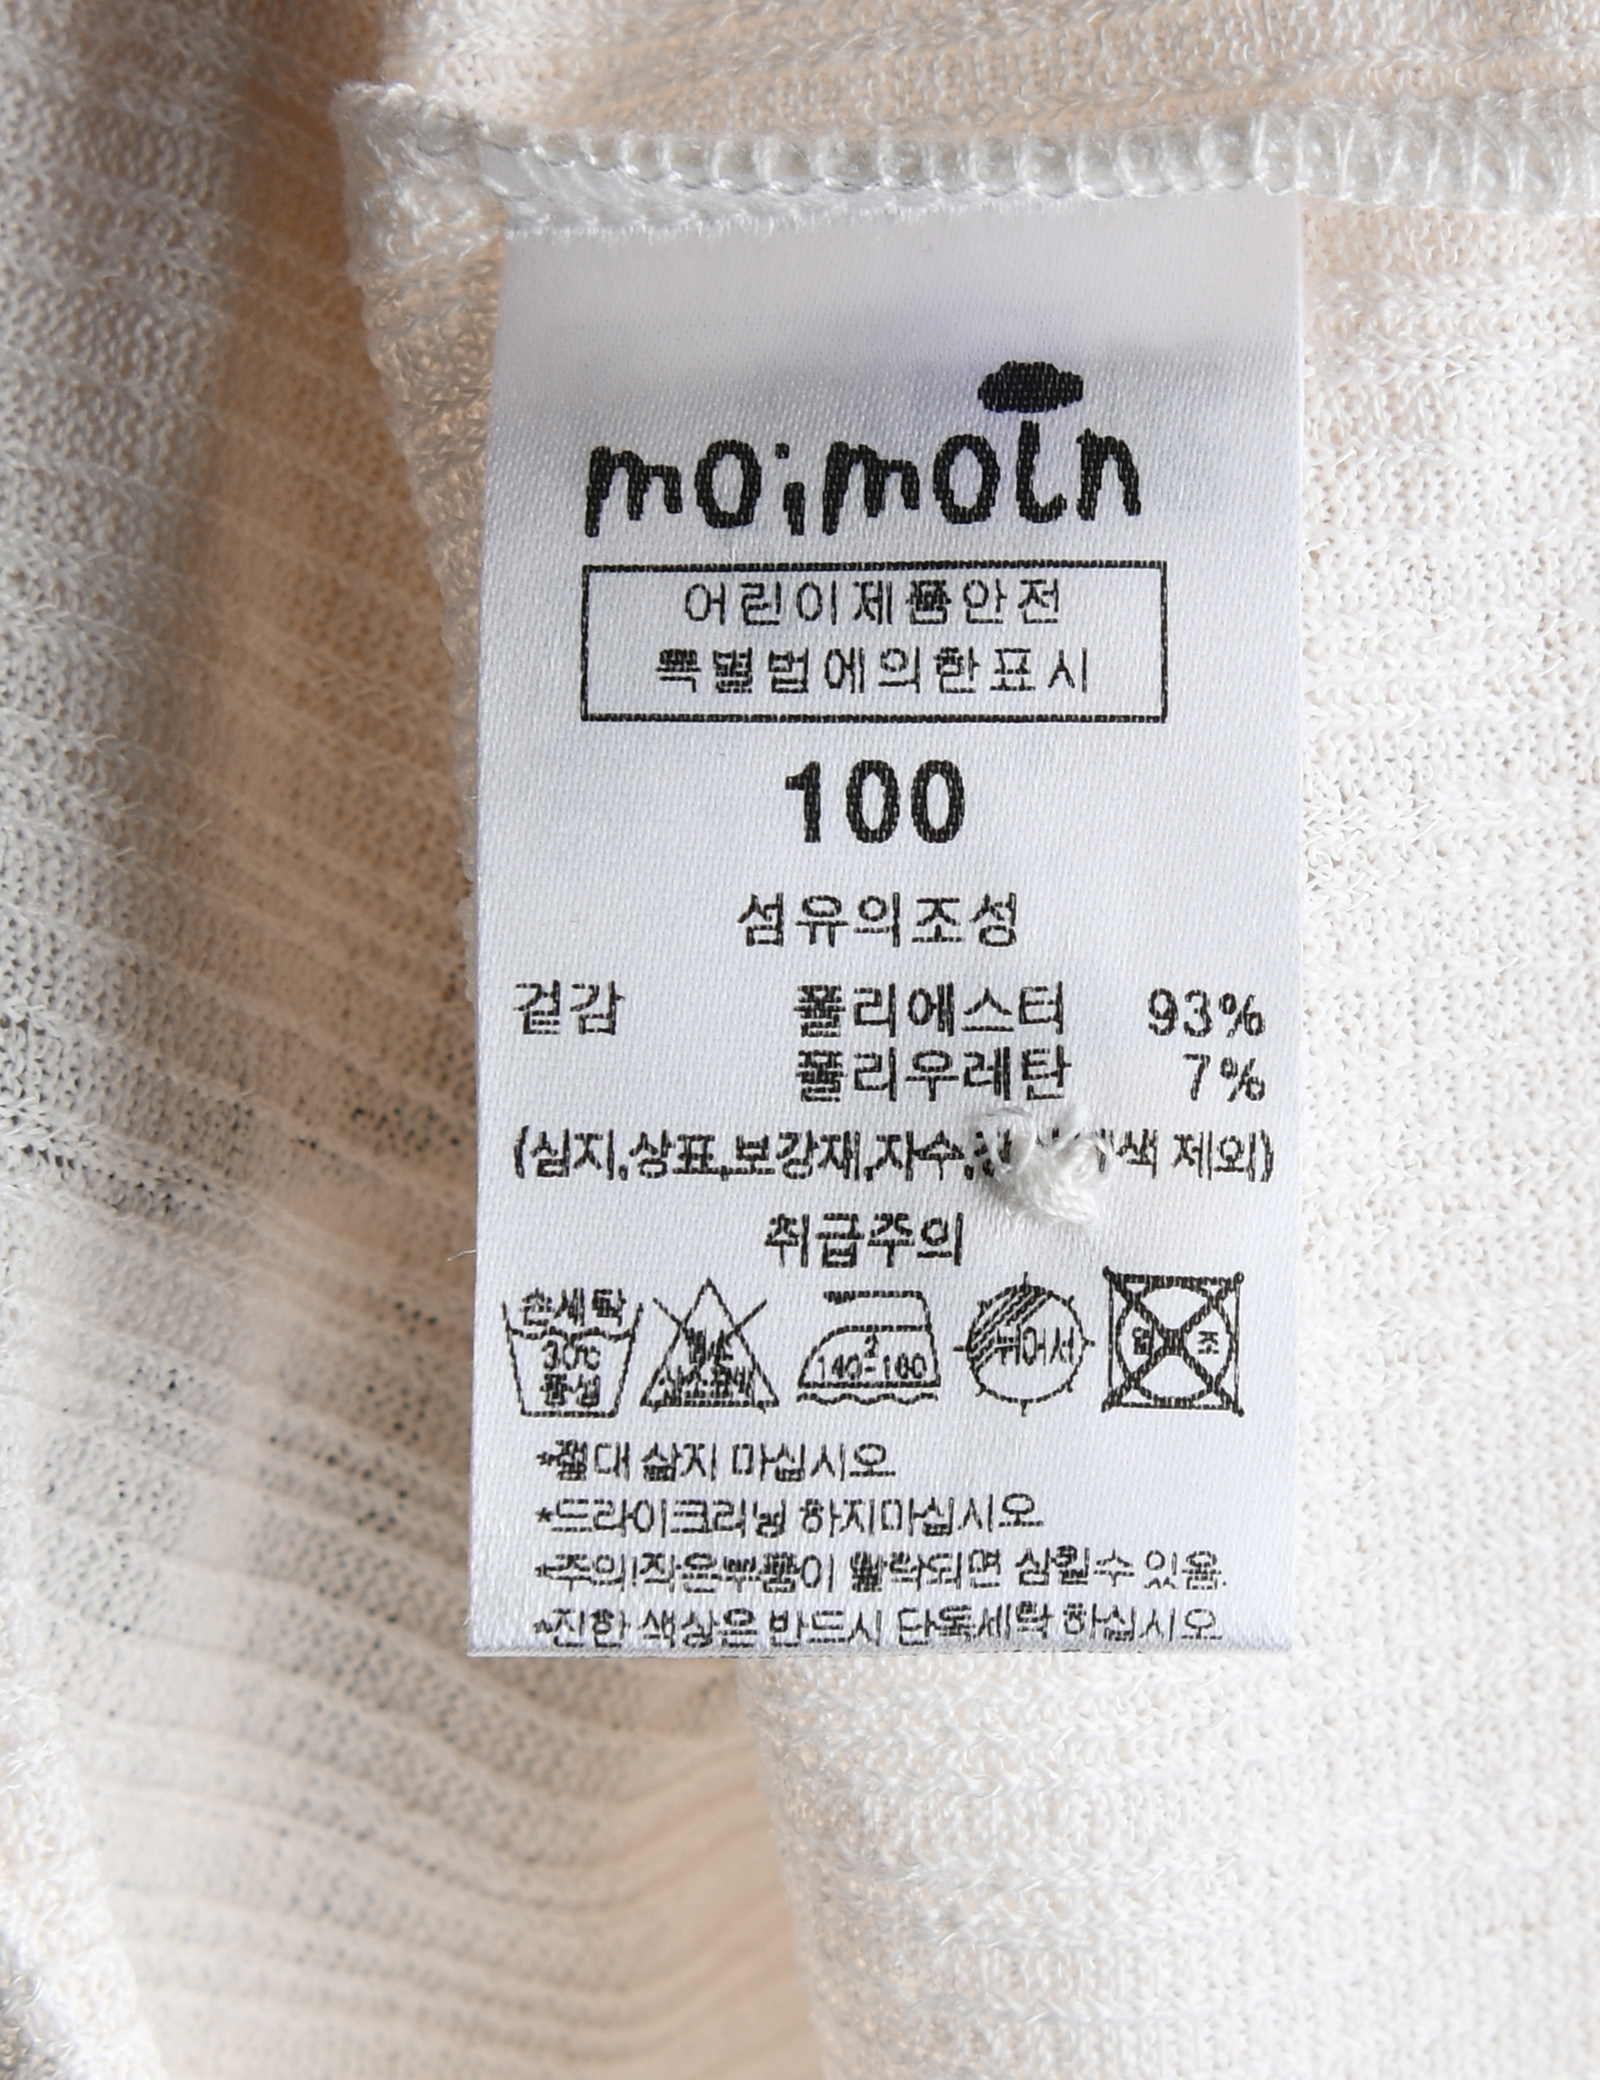 moimoln
어린이제품안전
특별법에의한표시
100
섬유의조성
겉감 폴리에스터 93%
폴리우레탄 7%
(심지,상표,보강재,자수, 제외)
취급주의
손세탁
30℃
중성
2
140-160
뉘어서
*절대 삶지 마십시오
*드라이크리닝 하지마십시오
*주의!작은부품이 탈락되면 삼킬수 있음
*진한 색상은 반드시 단독세탁 하십시오